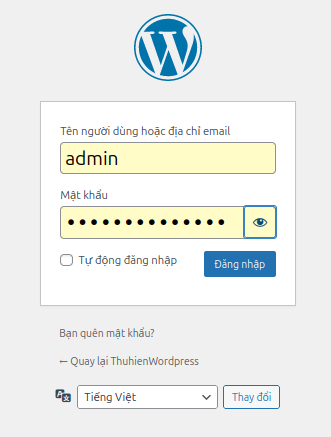 Tên người dùng hoặc địa chỉ email
admin
Mật khẩu
••••••••••••••
Tự động đăng nhập
Đăng nhập
Bạn quên mật khẩu?
← Quay lại ThuhienWordpress
Tiếng Việt
Thay đổi